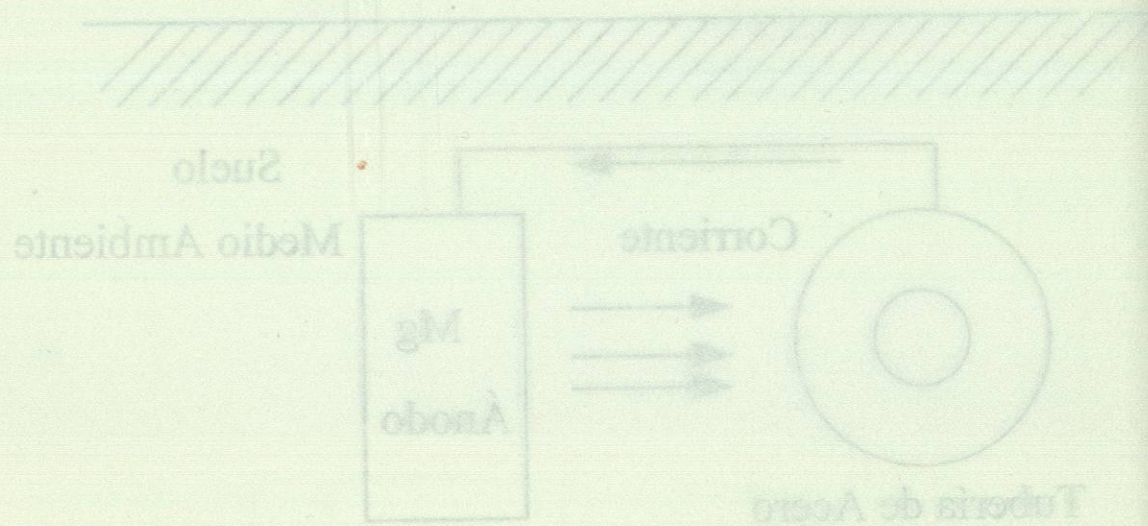 Suelo
Medio Ambiente
Corriente
Mg
Ánodo
Tubería de Acero